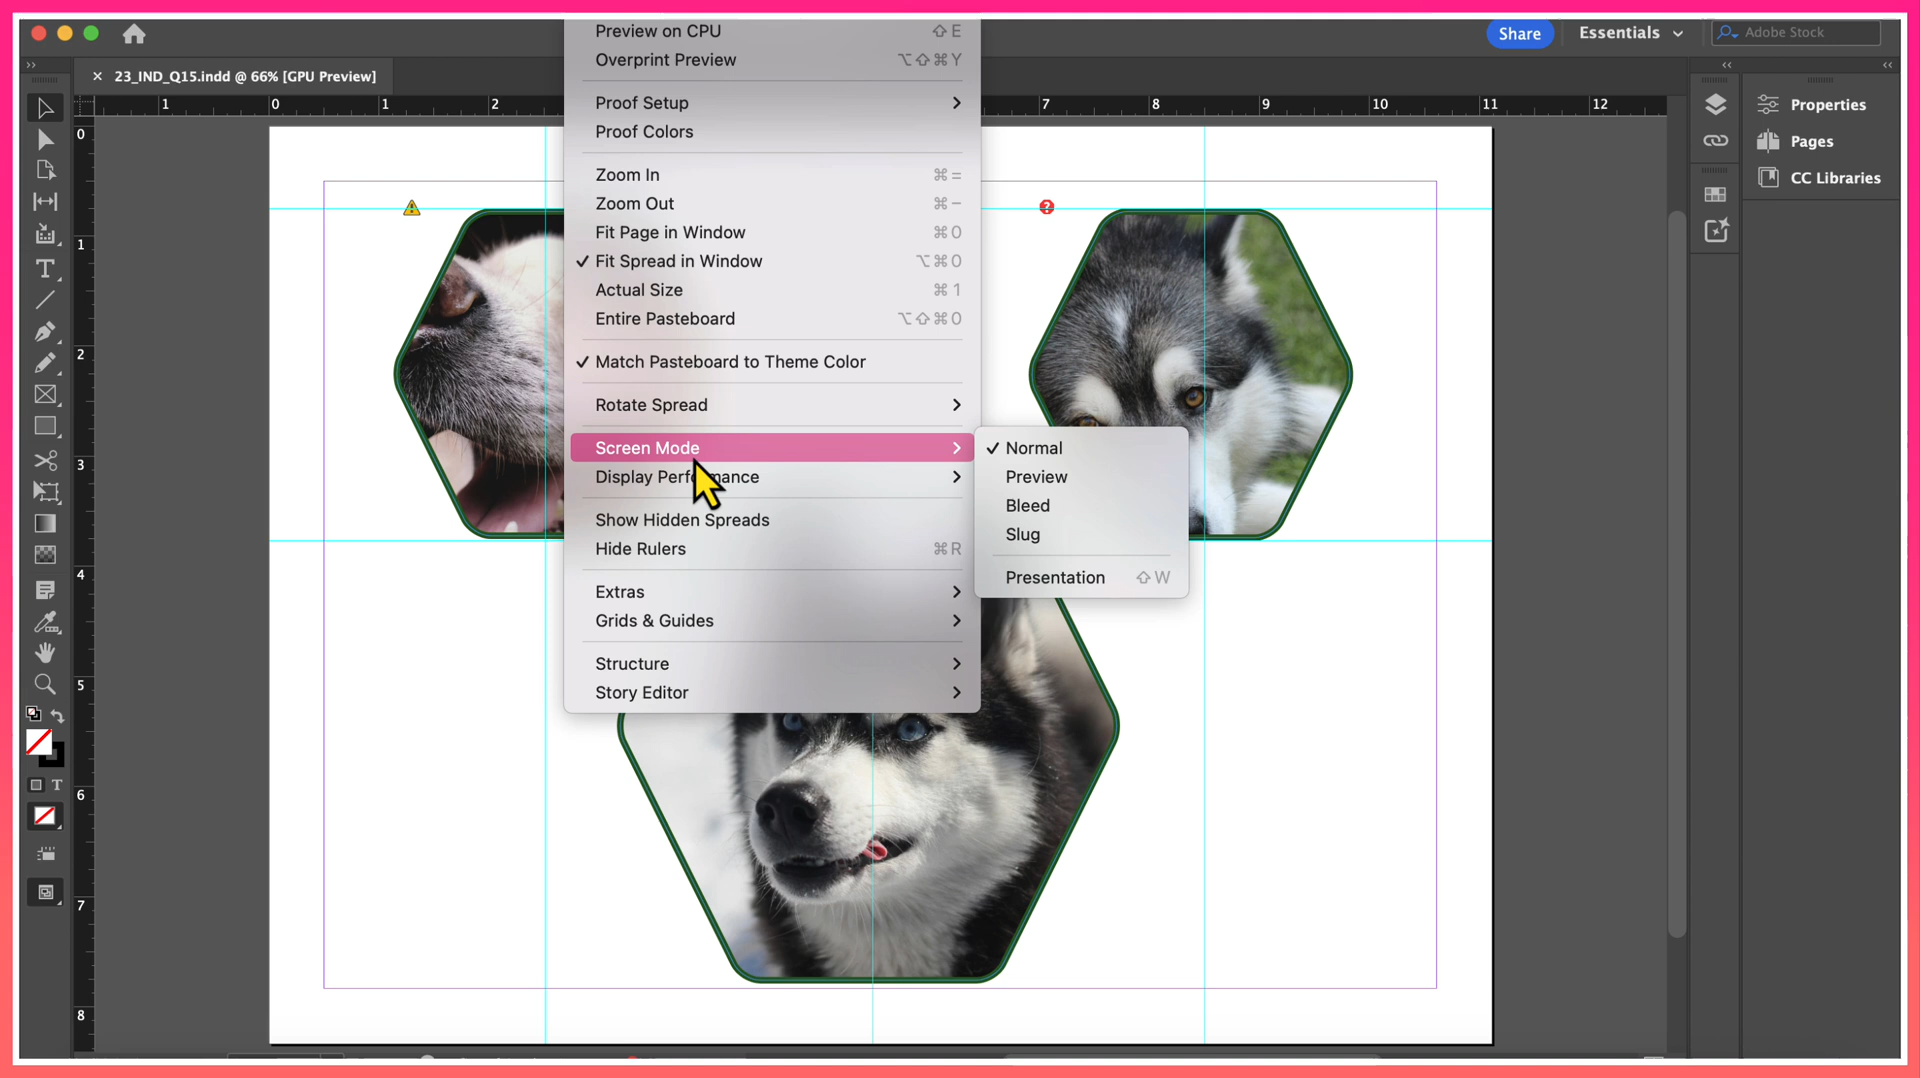 Share
Essentials
Adobe Stock
× 23_IND_Q15.indd @ 66% [GPU Preview]
1 0 1 2 7 8 9 10 11 12
0
1
2
3
4
5
6
7
8
T
T
Preview on CPU ⇧ E
Overprint Preview ⌥⇧⌘Y
Proof Setup
Proof Colors
Zoom In ⌘=
Zoom Out ⌘−
Fit Page in Window ⌘0
✓ Fit Spread in Window ⌥⌘0
Actual Size ⌘1
Entire Pasteboard ⌥⇧⌘0
✓ Match Pasteboard to Theme Color
Rotate Spread
Screen Mode
Display Perf mance
Show Hidden Spreads
Hide Rulers ⌘R
Extras
Grids & Guides
Structure
Story Editor
✓ Normal
Preview
Bleed
Slug
Presentation ⇧W
Properties
Pages
CC Libraries